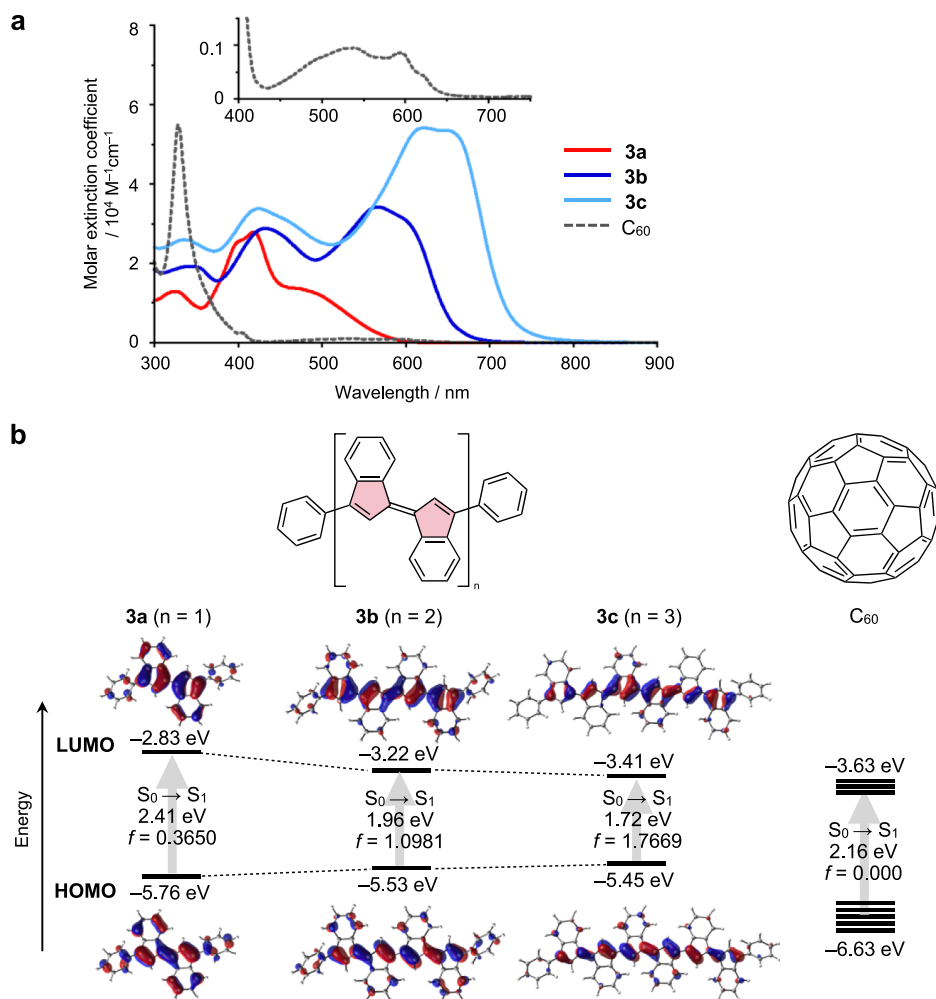 a
8
6
4
2
0
Molar extinction coefficient
/ 10⁴ M⁻¹cm⁻¹
0.1
0
400 500 600 700
3a
3b
3c
C₆₀
300 400 500 600 700 800 900
Wavelength / nm
b
n
3a (n = 1) 3b (n = 2) 3c (n = 3) C₆₀
Energy
LUMO
–2.83 eV –3.22 eV –3.41 eV –3.63 eV
S₀ → S₁ S₀ → S₁ S₀ → S₁ S₀ → S₁
2.41 eV 1.96 eV 1.72 eV 2.16 eV
f = 0.3650 f = 1.0981 f = 1.7669 f = 0.000
HOMO
–5.76 eV –5.53 eV –5.45 eV –6.63 eV